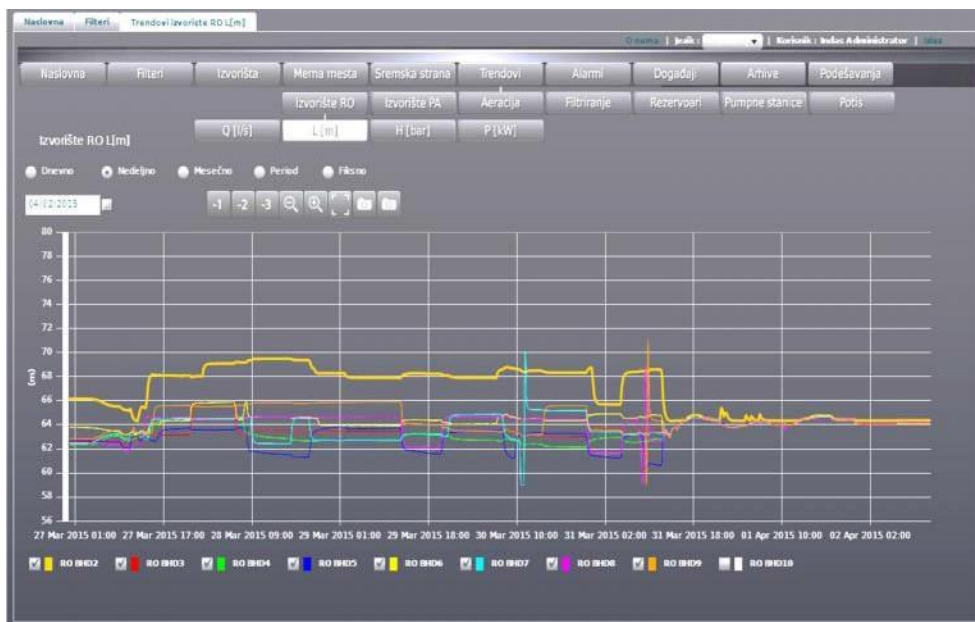 Naslovna Filteri Trendovi Izvorište RO L[m]
O nama | Jezik : | Korisnik : Indas Administrator | Izlaz
Naslovna Filteri Izvorišta Merna mesta Sremska strana Trendovi Alarmi Događaji Arhive Podešavanja
Izvorište RO Izvorište PA Aeracija Filtriranje Rezervoari Pumpne stanice Potis
Q [l/s] L [m] H [bar] P [kW]
Izvorište RO L[m]
Dnevno Nedeljno Mesečno Period Fiksno
04/02/2015 -1 -2 -3
80
78
76
74
72
70
68
(m)
66
64
62
60
58
56
27 Mar 2015 01:00 27 Mar 2015 17:00 28 Mar 2015 09:00 29 Mar 2015 01:00 29 Mar 2015 18:00 30 Mar 2015 10:00 31 Mar 2015 02:00 31 Mar 2015 18:00 01 Apr 2015 10:00 02 Apr 2015 02:00
RO BHD2 RO BHD3 RO BHD4 RO BHD5 RO BHD6 RO BHD7 RO BHD8 RO BHD9 RO BHD10